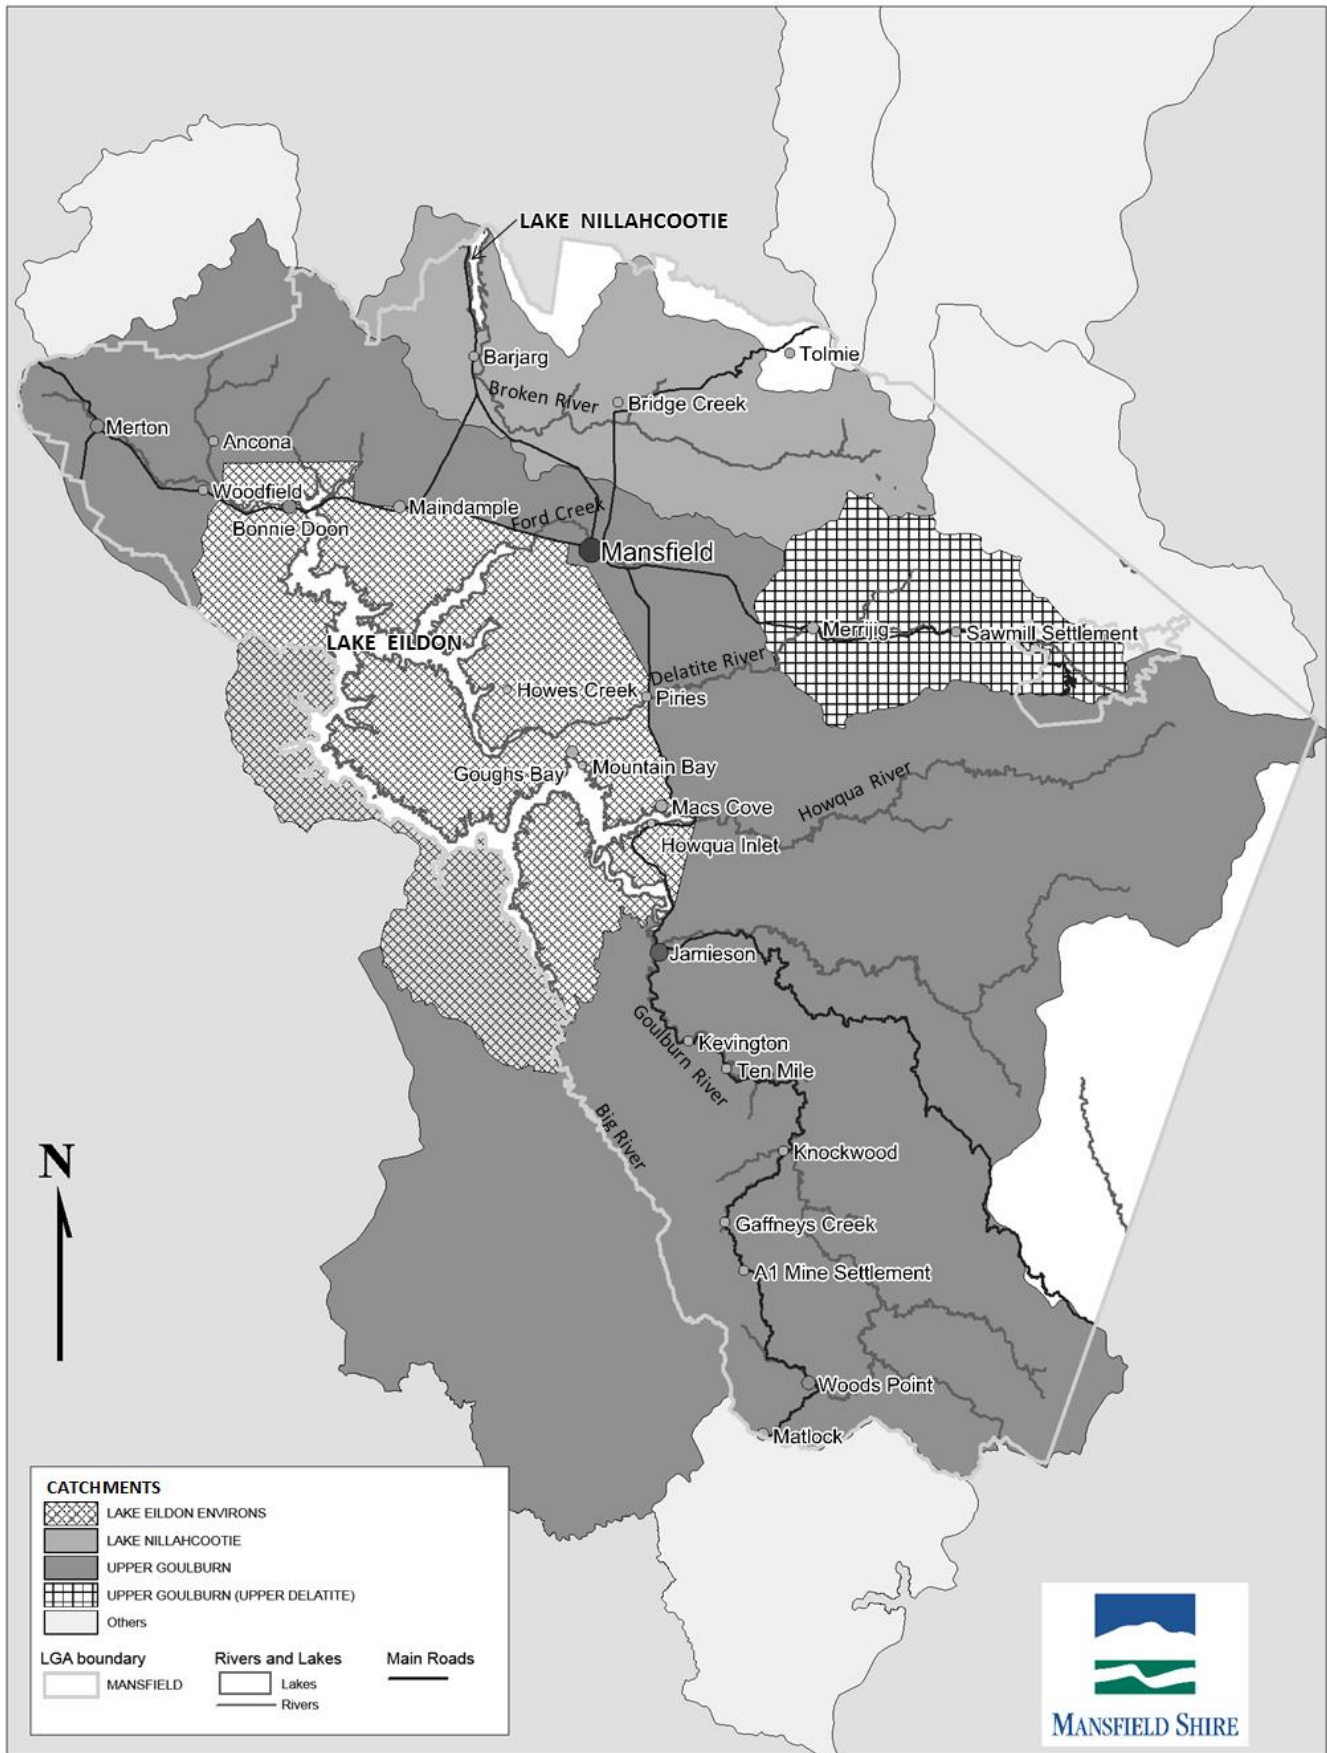 LAKE NILLAHCOOTIE
Barjarg
Tolmie
Broken River
Bridge Creek
Merton
Ancona
Woodfield
Maindample
Bonnie Doon
Ford Creek
Mansfield
Merrijig
Sawmill Settlement
LAKE EILDON
Delatite River
Howes Creek
Piries
Goughs Bay
Mountain Bay
Howqua River
Macs Cove
Howqua Inlet
Jamieson
Goulburn River
Kevington
Ten Mile
Big River
N
Knockwood
Gaffneys Creek
A1 Mine Settlement
Woods Point
Matlock
CATCHMENTS
LAKE EILDON ENVIRONS
LAKE NILLAHCOOTIE
UPPER GOULBURN
UPPER GOULBURN (UPPER DELATITE)
Others
LGA boundary
MANSFIELD
Rivers and Lakes
Lakes
Rivers
Main Roads
MANSFIELD SHIRE